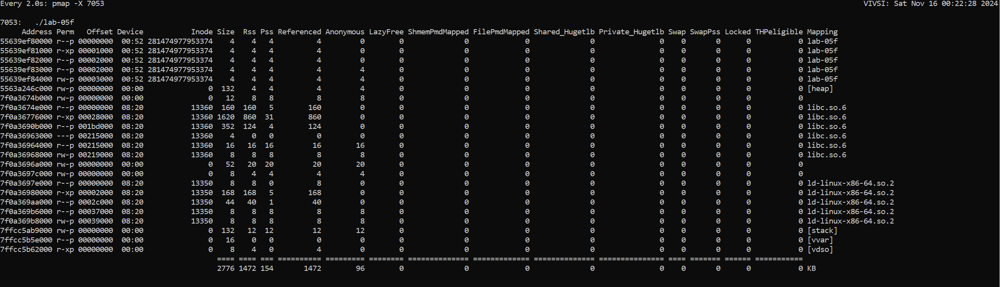 Every 2.0s: pmap -X 7053 VIVSI: Sat Nov 16 00:22:28 2024
7053: ./lab-05f
Address Perm Offset Device Inode Size Rss Pss Referenced Anonymous LazyFree ShmemPmdMapped FilePmdMapped Shared_Hugetlb Private_Hugetlb Swap SwapPss Locked THPeligible Mapping
55639ef80000 r--p 00000000 00:52 281474977953374 4 4 4 4 0 0 0 0 0 0 0 0 0 0 lab-05f
55639ef81000 r-xp 00001000 00:52 281474977953374 4 4 4 4 0 0 0 0 0 0 0 0 0 0 lab-05f
55639ef82000 r--p 00002000 00:52 281474977953374 4 4 4 4 0 0 0 0 0 0 0 0 0 0 lab-05f
55639ef83000 r--p 00002000 00:52 281474977953374 4 4 4 4 4 0 0 0 0 0 0 0 0 0 lab-05f
55639ef84000 rw-p 00003000 00:52 281474977953374 4 4 4 4 4 0 0 0 0 0 0 0 0 0 lab-05f
5563a246c000 rw-p 00000000 00:00 0 132 4 4 4 4 0 0 0 0 0 0 0 0 0 [heap]
7f0a3674b000 rw-p 00000000 00:00 0 12 8 8 8 8 0 0 0 0 0 0 0 0 0
7f0a3674e000 r--p 00000000 08:20 13360 160 160 5 160 0 0 0 0 0 0 0 0 0 0 libc.so.6
7f0a36776000 r-xp 00028000 08:20 13360 1620 860 31 860 0 0 0 0 0 0 0 0 0 0 libc.so.6
7f0a3690b000 r--p 001bd000 08:20 13360 352 124 4 124 0 0 0 0 0 0 0 0 0 0 libc.so.6
7f0a36963000 ---p 00215000 08:20 13360 4 0 0 0 0 0 0 0 0 0 0 0 0 0 libc.so.6
7f0a36964000 r--p 00215000 08:20 13360 16 16 16 16 16 0 0 0 0 0 0 0 0 0 libc.so.6
7f0a36968000 rw-p 00219000 08:20 13360 8 8 8 8 8 0 0 0 0 0 0 0 0 0 libc.so.6
7f0a3696a000 rw-p 00000000 00:00 0 52 20 20 20 20 0 0 0 0 0 0 0 0 0
7f0a3697c000 rw-p 00000000 00:00 0 8 4 4 4 4 0 0 0 0 0 0 0 0 0
7f0a3697e000 r--p 00000000 08:20 13350 8 8 0 8 0 0 0 0 0 0 0 0 0 0 ld-linux-x86-64.so.2
7f0a36980000 r-xp 00002000 08:20 13350 168 168 5 168 0 0 0 0 0 0 0 0 0 0 ld-linux-x86-64.so.2
7f0a369aa000 r--p 0002c000 08:20 13350 44 40 1 40 0 0 0 0 0 0 0 0 0 0 ld-linux-x86-64.so.2
7f0a369b6000 r--p 00037000 08:20 13350 8 8 8 8 8 0 0 0 0 0 0 0 0 0 ld-linux-x86-64.so.2
7f0a369b8000 rw-p 00039000 08:20 13350 8 8 8 8 8 0 0 0 0 0 0 0 0 0 ld-linux-x86-64.so.2
7ffcc5ab9000 rw-p 00000000 00:00 0 132 12 12 12 12 0 0 0 0 0 0 0 0 0 [stack]
7ffcc5b5e000 r--p 00000000 00:00 0 16 0 0 0 0 0 0 0 0 0 0 0 0 0 [vvar]
7ffcc5b62000 r-xp 00000000 00:00 0 8 4 0 4 0 0 0 0 0 0 0 0 0 0 [vdso]
==== ==== === ========== ========= ======== ============== ============= ============== =============== ==== ======= ====== ===========
2776 1472 154 1472 96 0 0 0 0 0 0 0 0 0 KB